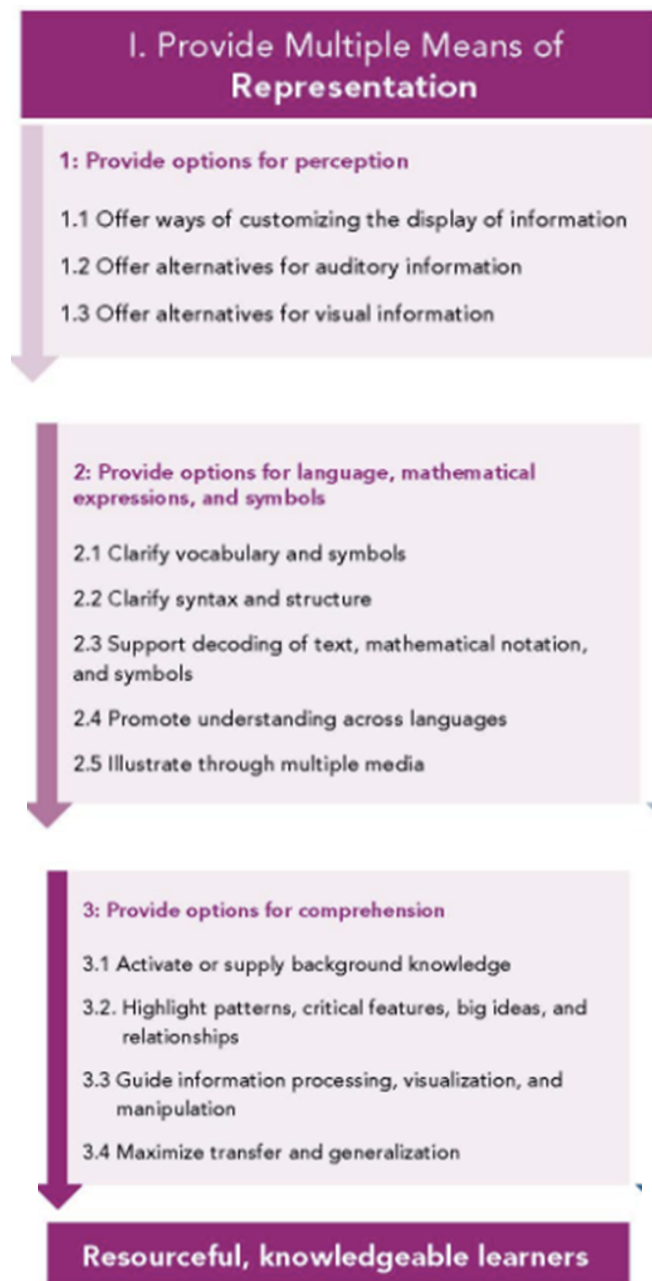 I. Provide Multiple Means of
Representation
1: Provide options for perception
1.1 Offer ways of customizing the display of information
1.2 Offer alternatives for auditory information
1.3 Offer alternatives for visual information
2: Provide options for language, mathematical
expressions, and symbols
2.1 Clarify vocabulary and symbols
2.2 Clarify syntax and structure
2.3 Support decoding of text, mathematical notation,
and symbols
2.4 Promote understanding across languages
2.5 Illustrate through multiple media
3: Provide options for comprehension
3.1 Activate or supply background knowledge
3.2. Highlight patterns, critical features, big ideas, and
relationships
3.3 Guide information processing, visualization, and
manipulation
3.4 Maximize transfer and generalization
Resourceful, knowledgeable learners